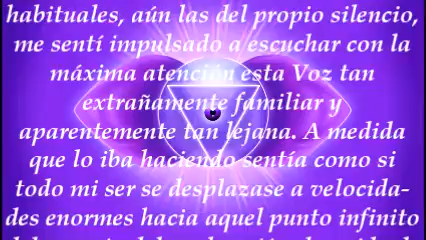 habituales, aún las del propio silencio,
me sentí impulsado a escuchar con la
máxima atención esta Voz tan
extrañamente familiar y
aparentemente tan lejana. A medida
que lo iba haciendo sentía como si
todo mi ser se desplazase a velocida-
des enormes hacia aquel punto infinito